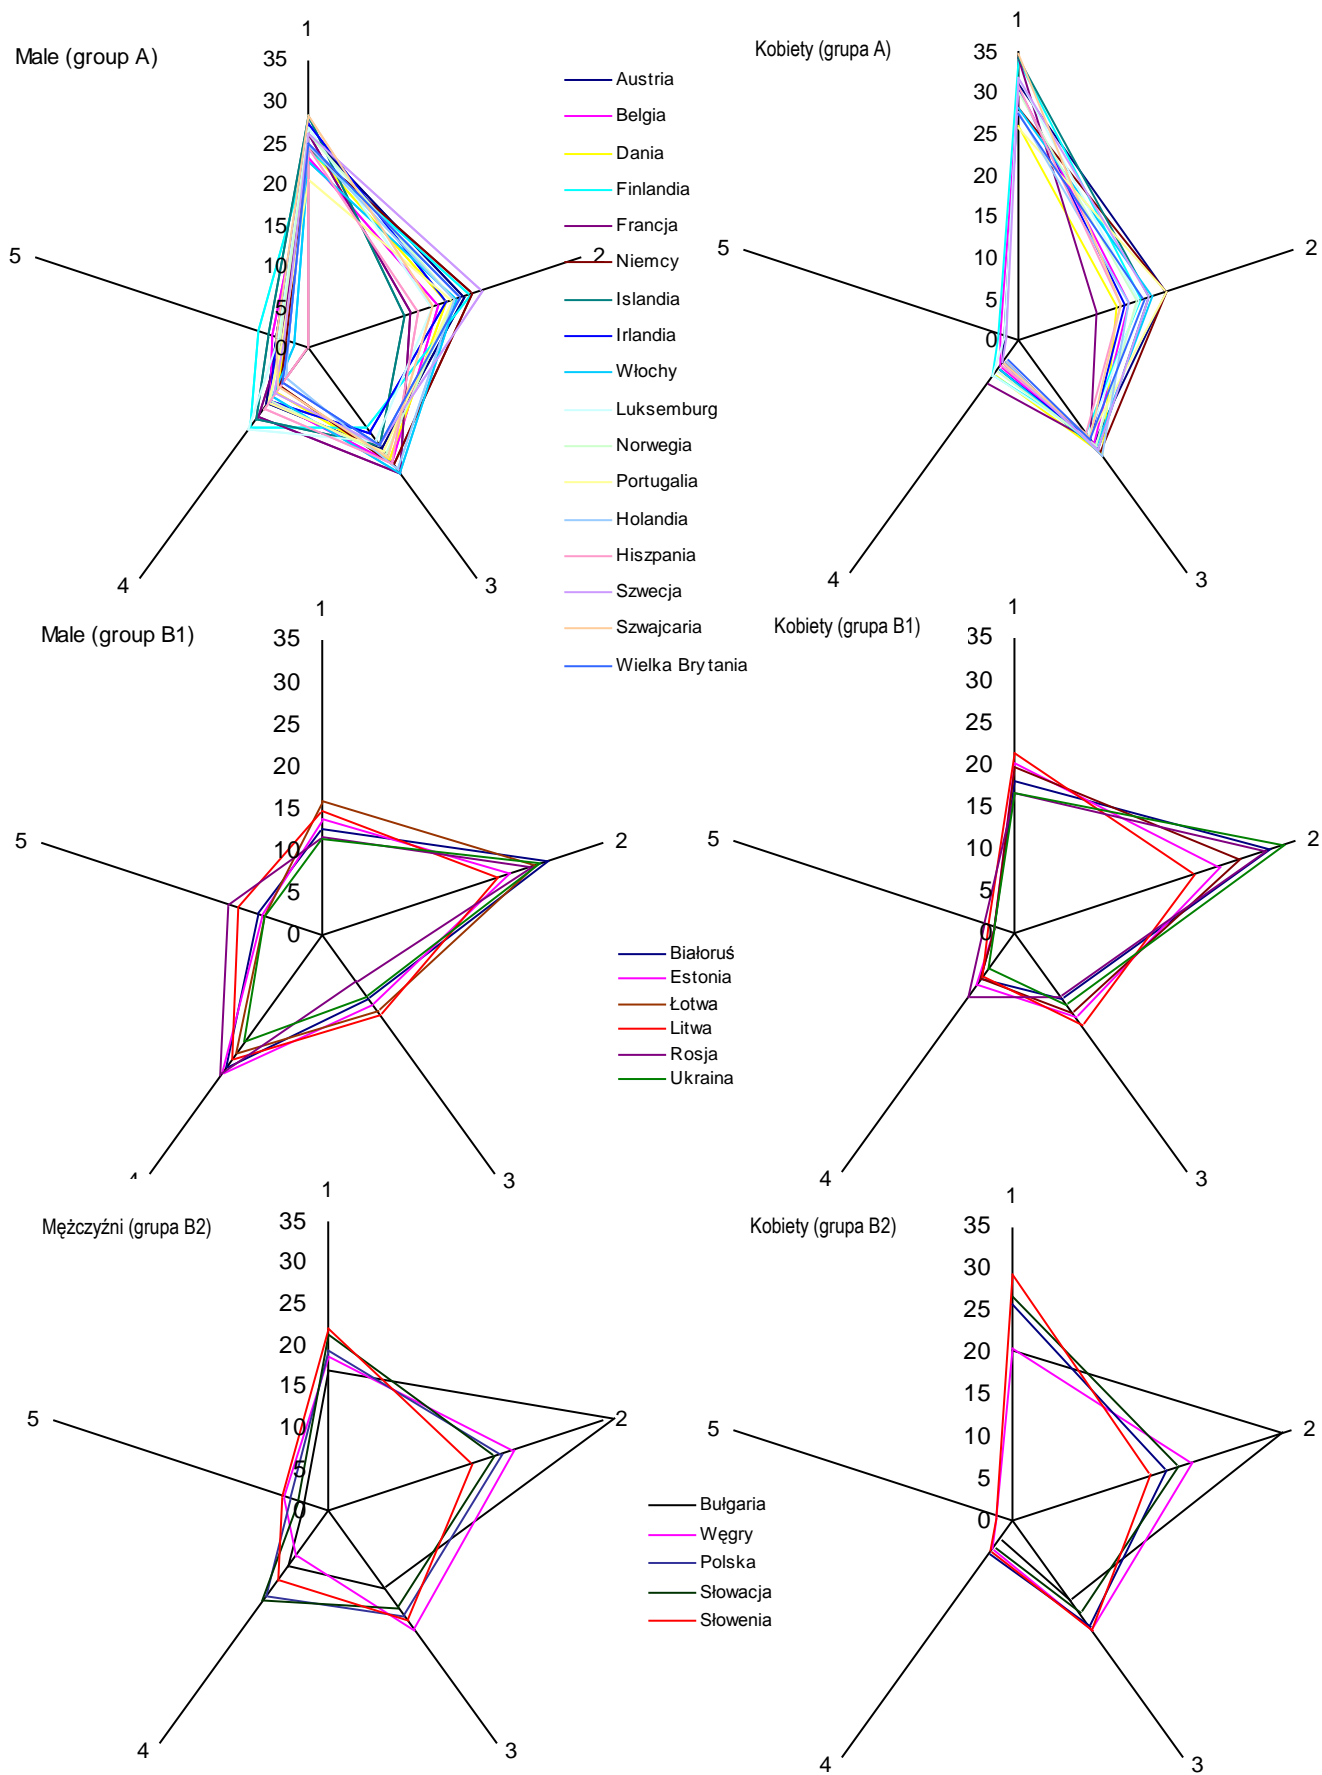 1
Male (group A)
35
30
25
20
15
10
5
0
5
2
4
3
Austria
Belgia
Dania
Finlandia
Francja
Niemcy
Islandia
Irlandia
Włochy
Luksemburg
Norwegia
Portugalia
Holandia
Hiszpania
Szwecja
Szwajcaria
Wielka Brytania
1
Kobiety (grupa A)
35
30
25
20
15
10
5
0
5
2
4
3
1
Male (group B1)
35
30
25
20
15
10
5
0
5
2
4
3
1
Kobiety (grupa B1)
35
30
25
20
15
10
5
0
5
2
4
3
Białoruś
Estonia
Łotwa
Litwa
Rosja
Ukraina
1
Mężczyźni (grupa B2)
35
30
25
20
15
10
5
0
5
2
4
3
Bułgaria
Węgry
Polska
Słowacja
Słowenia
1
Kobiety (grupa B2)
35
30
25
20
15
10
5
0
5
2
4
3